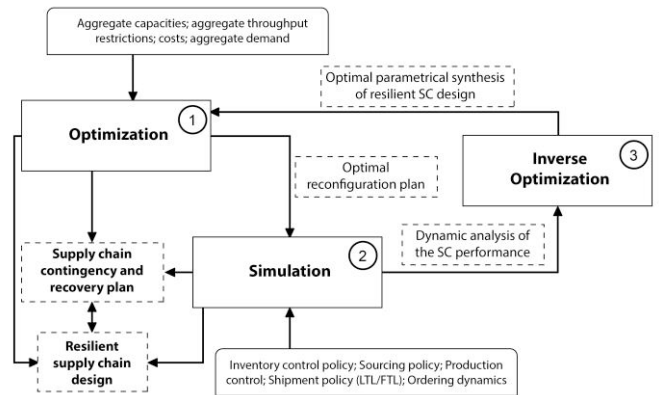 Aggregate capacities; aggregate throughput
restrictions; costs; aggregate demand
Optimization
1
Optimal parametrical synthesis
of resilient SC design
Optimal
reconfiguration plan
Inverse
Optimization
3
Supply chain
contingency and
recovery plan
Simulation
2
Dynamic analysis of
the SC performance
Resilient
supply chain
design
Inventory control policy; Sourcing policy; Production
control; Shipment policy (LTL/FTL); Ordering dynamics